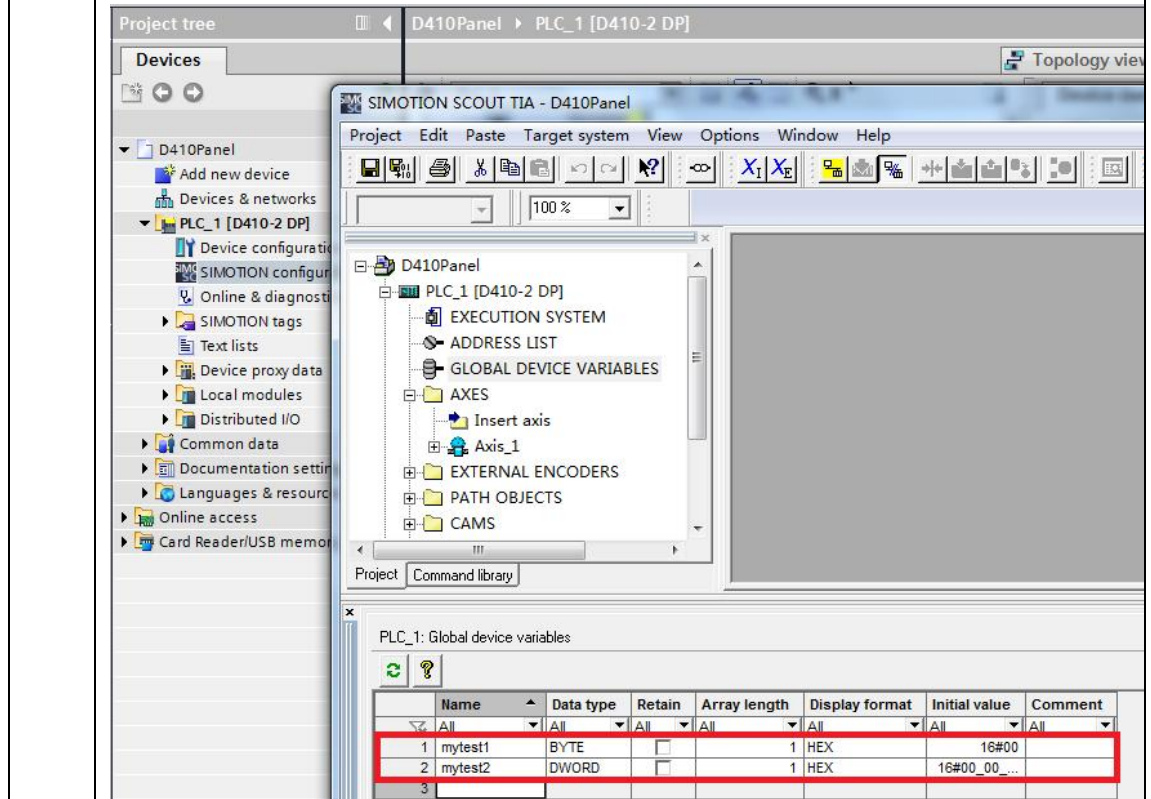 Project tree
D410Panel ▸ PLC_1 [D410-2 DP]
Devices
Topology view
D410Panel
Add new device
Devices & networks
PLC_1 [D410-2 DP]
Device configuratio
SIMOTION configur
Online & diagnosti
SIMOTION tags
Text lists
Device proxy data
Local modules
Distributed I/O
Common data
Documentation settin
Languages & resourc
Online access
Card Reader/USB memor
SIMOTION SCOUT TIA - D410Panel
Project Edit Paste Target system View Options Window Help
100 %
D410Panel
PLC_1 [D410-2 DP]
EXECUTION SYSTEM
ADDRESS LIST
GLOBAL DEVICE VARIABLES
AXES
Insert axis
Axis_1
EXTERNAL ENCODERS
PATH OBJECTS
CAMS
Project Command library
PLC_1: Global device variables
Name Data type Retain Array length Display format Initial value Comment
All All All All All All All
1 mytest1 BYTE 1 HEX 16#00
2 mytest2 DWORD 1 HEX 16#00_00_...
3